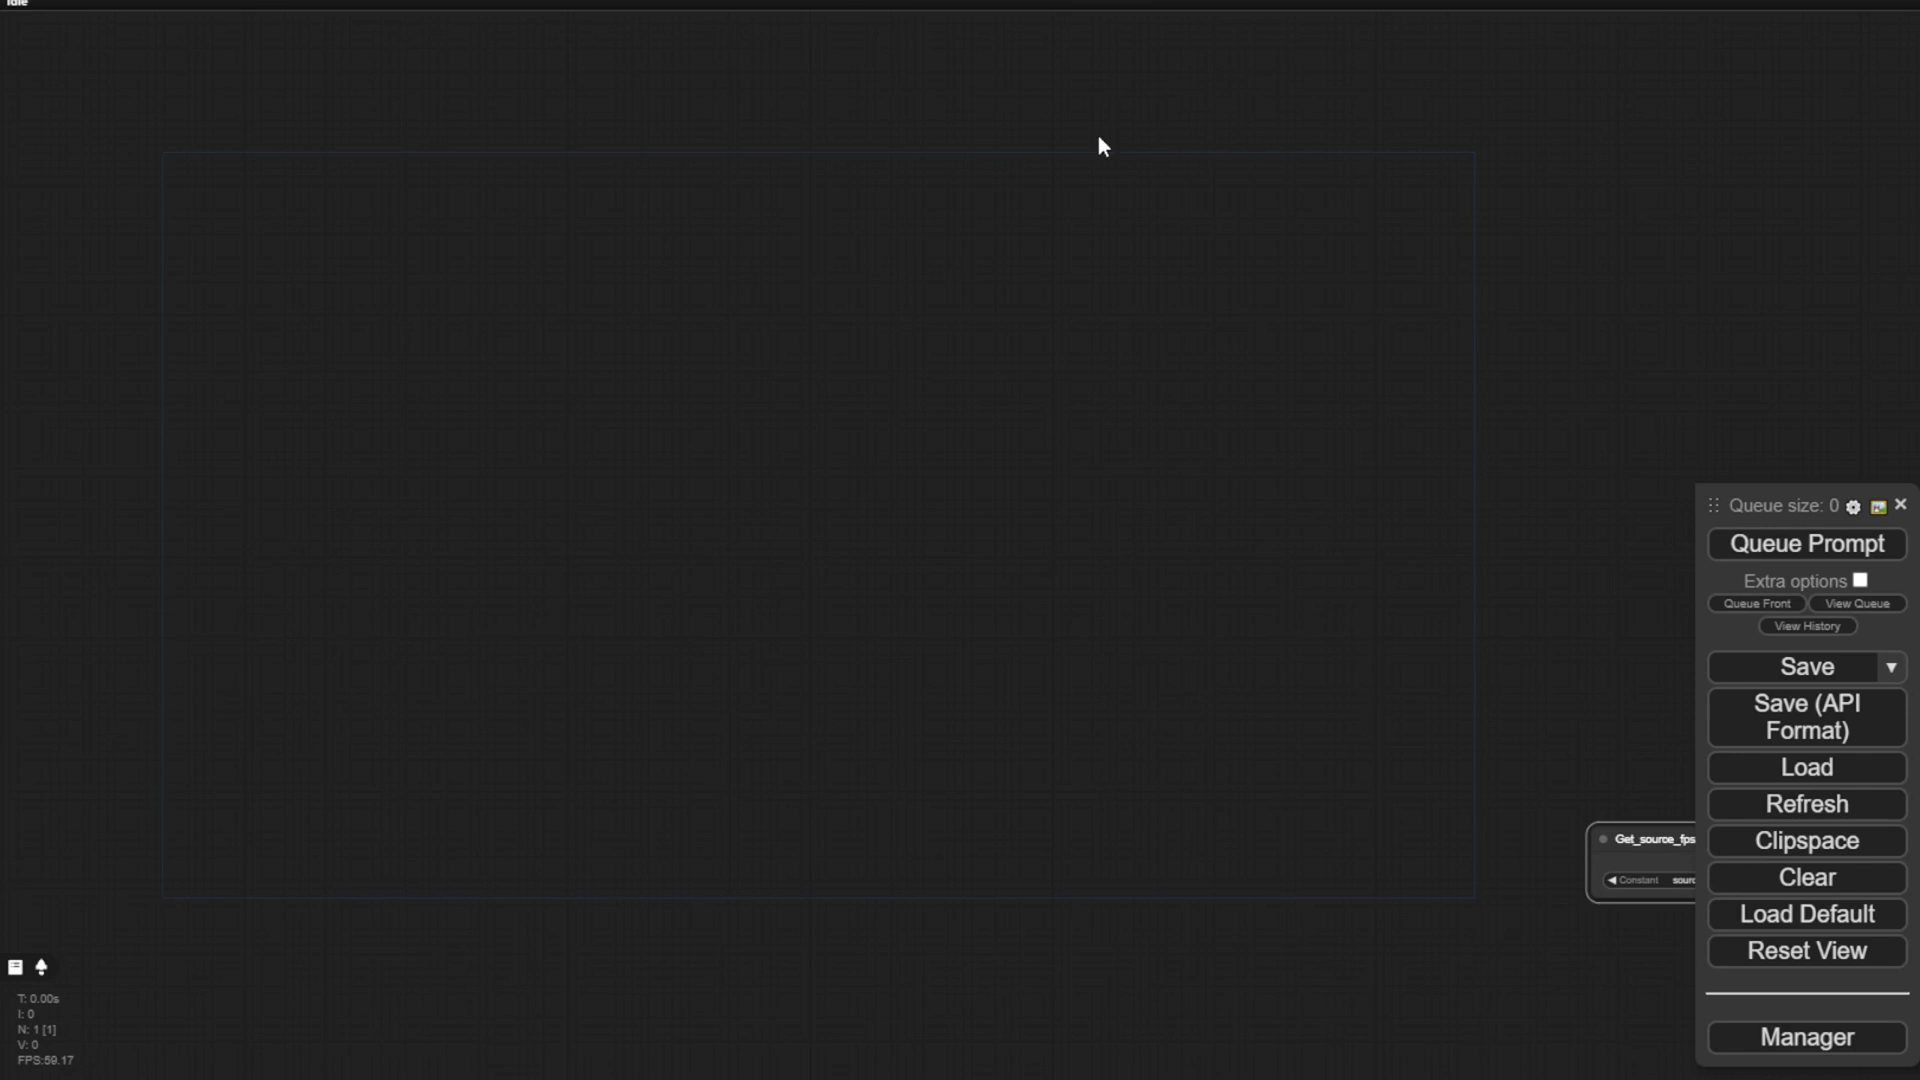 Idle
Queue size: 0
Queue Prompt
Extra options
Queue Front
View Queue
View History
Save
Save (API
Format)
Load
Refresh
Get_source_fps
Clipspace
Constant
Clear
Load Default
Reset View
T: 0.00s
I: 0
N: 1 [1]
V: 0
FPS:59.17
Manager